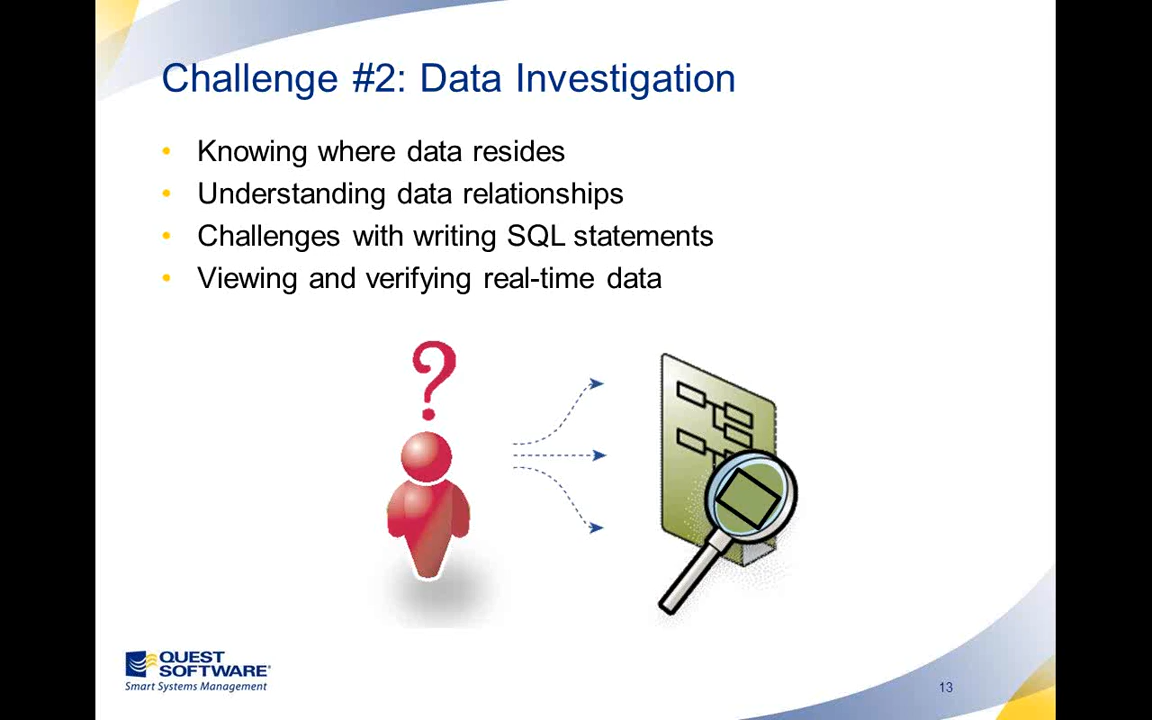 Challenge #2: Data Investigation
• Knowing where data resides
• Understanding data relationships
• Challenges with writing SQL statements
• Viewing and verifying real-time data
?
QUEST
SOFTWARE
Smart Systems Management
13